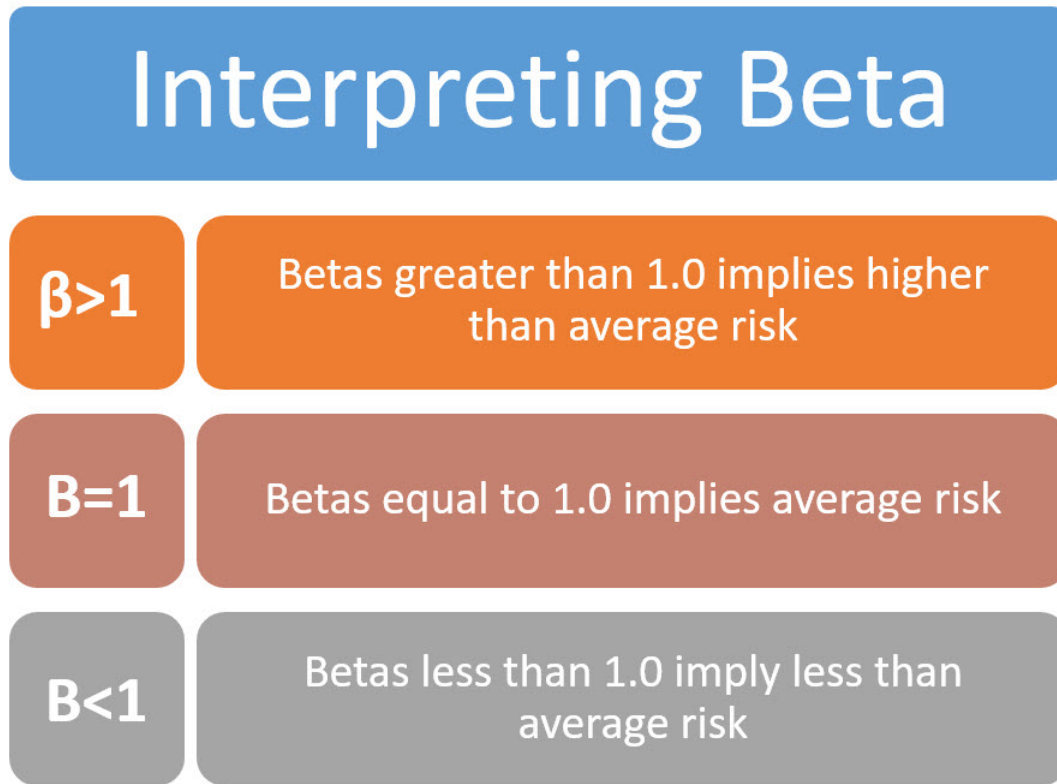 Interpreting Beta
β>1
Betas greater than 1.0 implies higher
than average risk
B=1
Betas equal to 1.0 implies average risk
B<1
Betas less than 1.0 imply less than
average risk